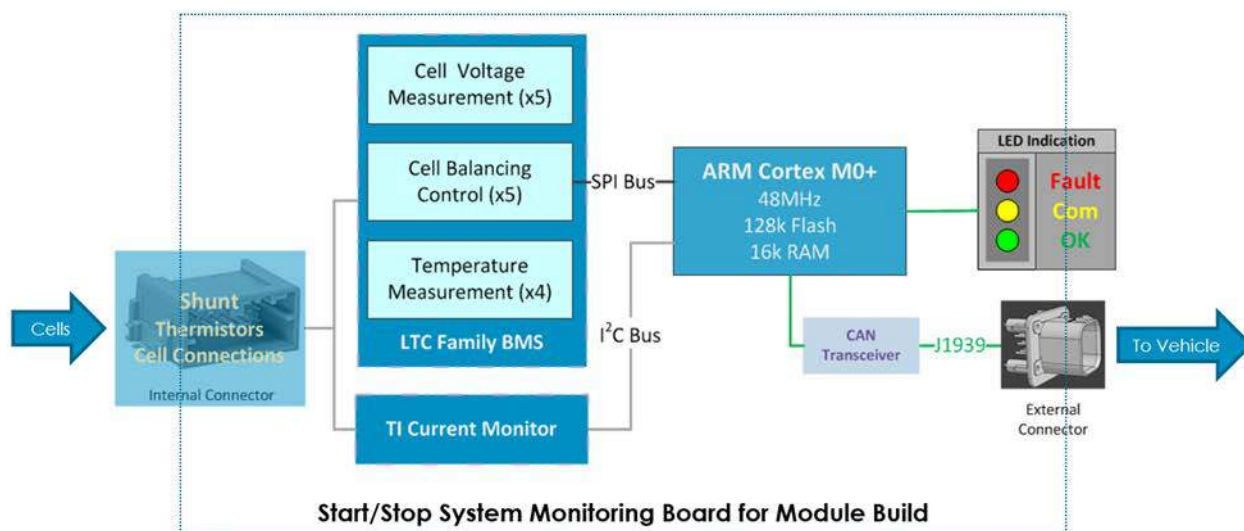 Cell Voltage
Measurement (x5)
Cell Balancing
Control (x5)
Temperature
Measurement (x4)
LTC Family BMS
SPI Bus
I²C Bus
TI Current Monitor
Cells
Shunt
Thermistors
Cell Connections
Internal Connector
ARM Cortex M0+
48MHz
128k Flash
16k RAM
LED Indication
Fault
Com
OK
CAN
Transceiver
J1939
To Vehicle
External
Connector
Start/Stop System Monitoring Board for Module Build